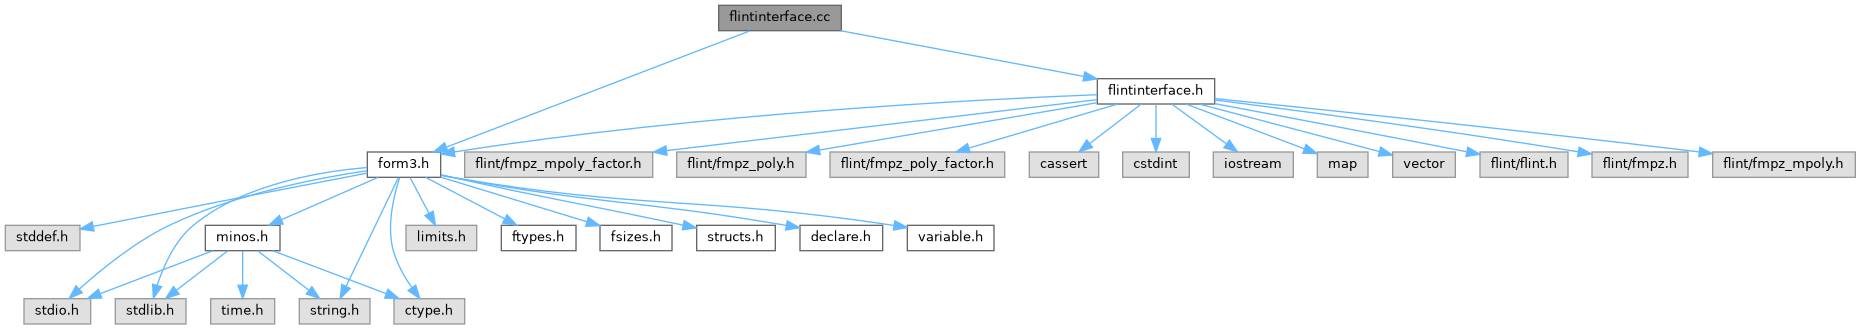 flintinterface.cc
flintinterface.h
form3.h
flint/fmpz_mpoly_factor.h
flint/fmpz_poly.h
flint/fmpz_poly_factor.h
cassert
cstdint
iostream
map
vector
flint/flint.h
flint/fmpz.h
flint/fmpz_mpoly.h
stddef.h
minos.h
limits.h
ftypes.h
fsizes.h
structs.h
declare.h
variable.h
stdio.h
stdlib.h
time.h
string.h
ctype.h